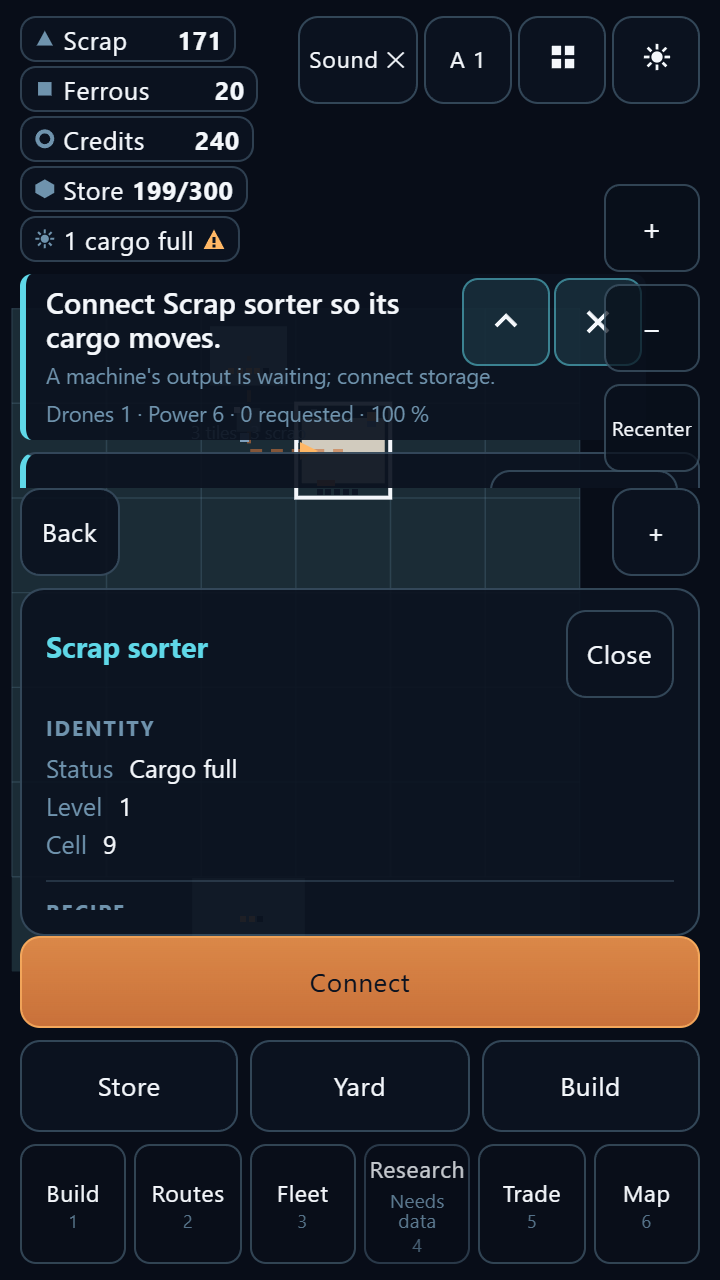 Scrap 171
Sound A 1
Ferrous 20
Credits 240
Store 199/300
1 cargo full
+
Connect Scrap sorter so its
cargo moves.
–
A machine's output is waiting; connect storage.
Drones 1 · Power 6 · 0 requested · 100 %
Recenter
Back
+
Scrap sorter
Close
IDENTITY
Status Cargo full
Level 1
Cell 9
RECIPE
Connect
Store Yard Build
Build Routes Fleet Research Trade Map
Needs
data
1 2 3 4 5 6